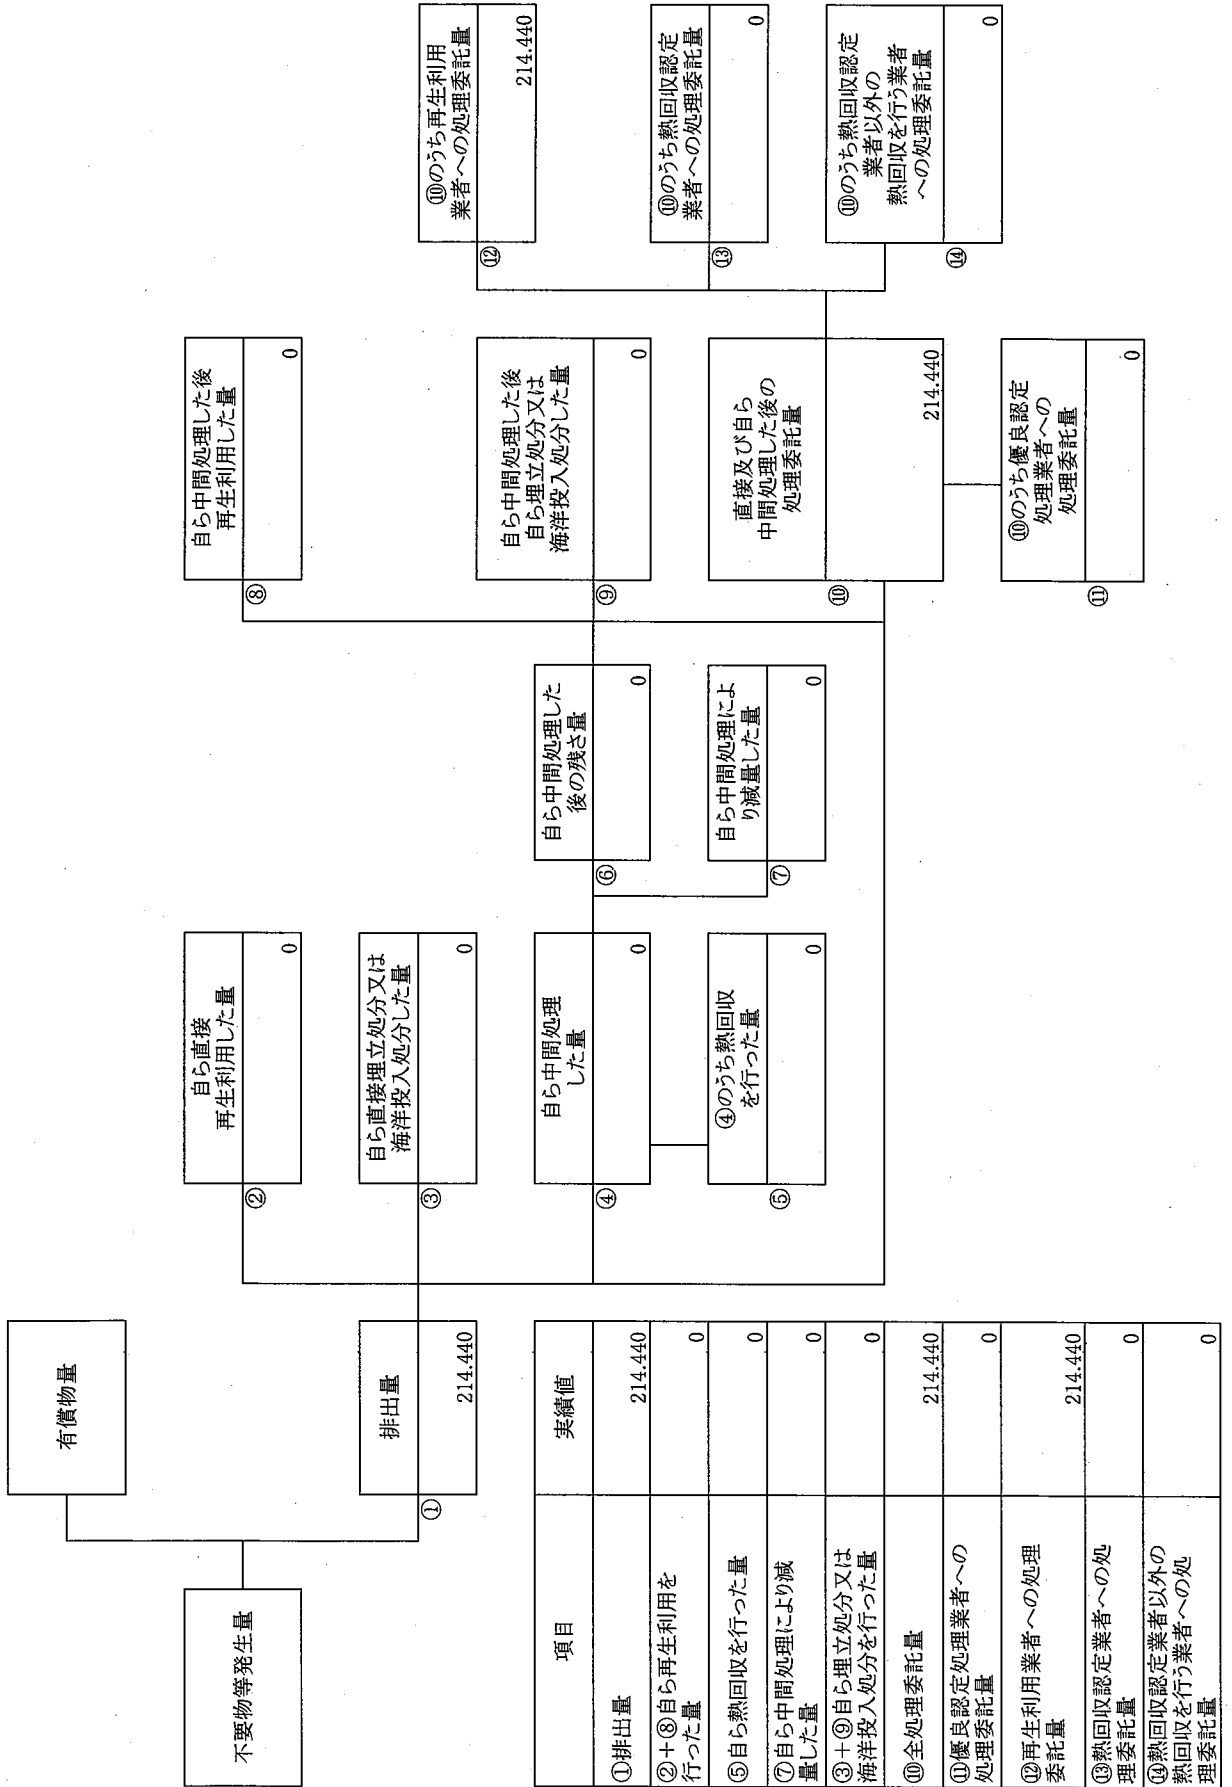 不要物等発生量
有償物量
①
排出量
214.440
②
自ら直接
再生利用した量
0
③
自ら直接埋立処分又は
海洋投入処分した量
0
④
自ら中間処理
した量
0
⑤
④のうち熱回収
を行った量
0
⑥
自ら中間処理した
後の残さ量
0
⑦
自ら中間処理によ
り減量した量
0
⑧
自ら中間処理した後
再生利用した量
0
⑨
自ら中間処理した後
自ら埋立処分又は
海洋投入処分した量
0
⑩
直接及び自ら
中間処理した後の
処理委託量
214.440
⑪
⑩のうち優良認定
処理業者への
処理委託量
0
⑫
⑩のうち再生利用
業者への処理委託量
214.440
⑬
⑩のうち熱回収認定
業者への処理委託量
0
⑭
⑩のうち熱回収認定
業者以外の
熱回収を行う業者
への処理委託量
0
項目 実績値
①排出量 214.440
②+⑧自ら再生利用を
行った量 0
⑤自ら熱回収を行った量 0
⑦自ら中間処理により減
量した量 0
③+⑨自ら埋立処分又は
海洋投入処分を行った量 0
⑩全処理委託量 214.440
⑪優良認定処理業者への
処理委託量 0
⑫再生利用業者への処理
委託量 214.440
⑬熱回収認定業者への処
理委託量 0
⑭熱回収認定業者以外の
熱回収を行う業者への処
理委託量 0